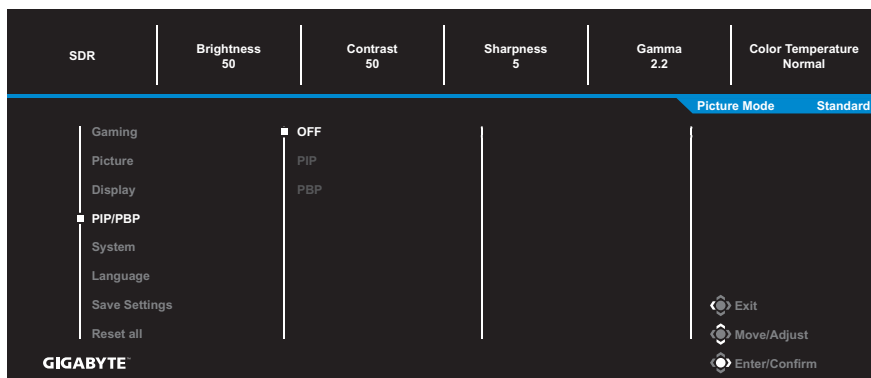 SDR
Brightness
50
Contrast
50
Sharpness
5
Gamma
2.2
Color Temperature
Normal
Picture Mode Standard
Gaming
Picture
Display
PIP/PBP
System
Language
Save Settings
Reset all
OFF
PIP
PBP
Exit
Move/Adjust
Enter/Confirm
GIGABYTE™